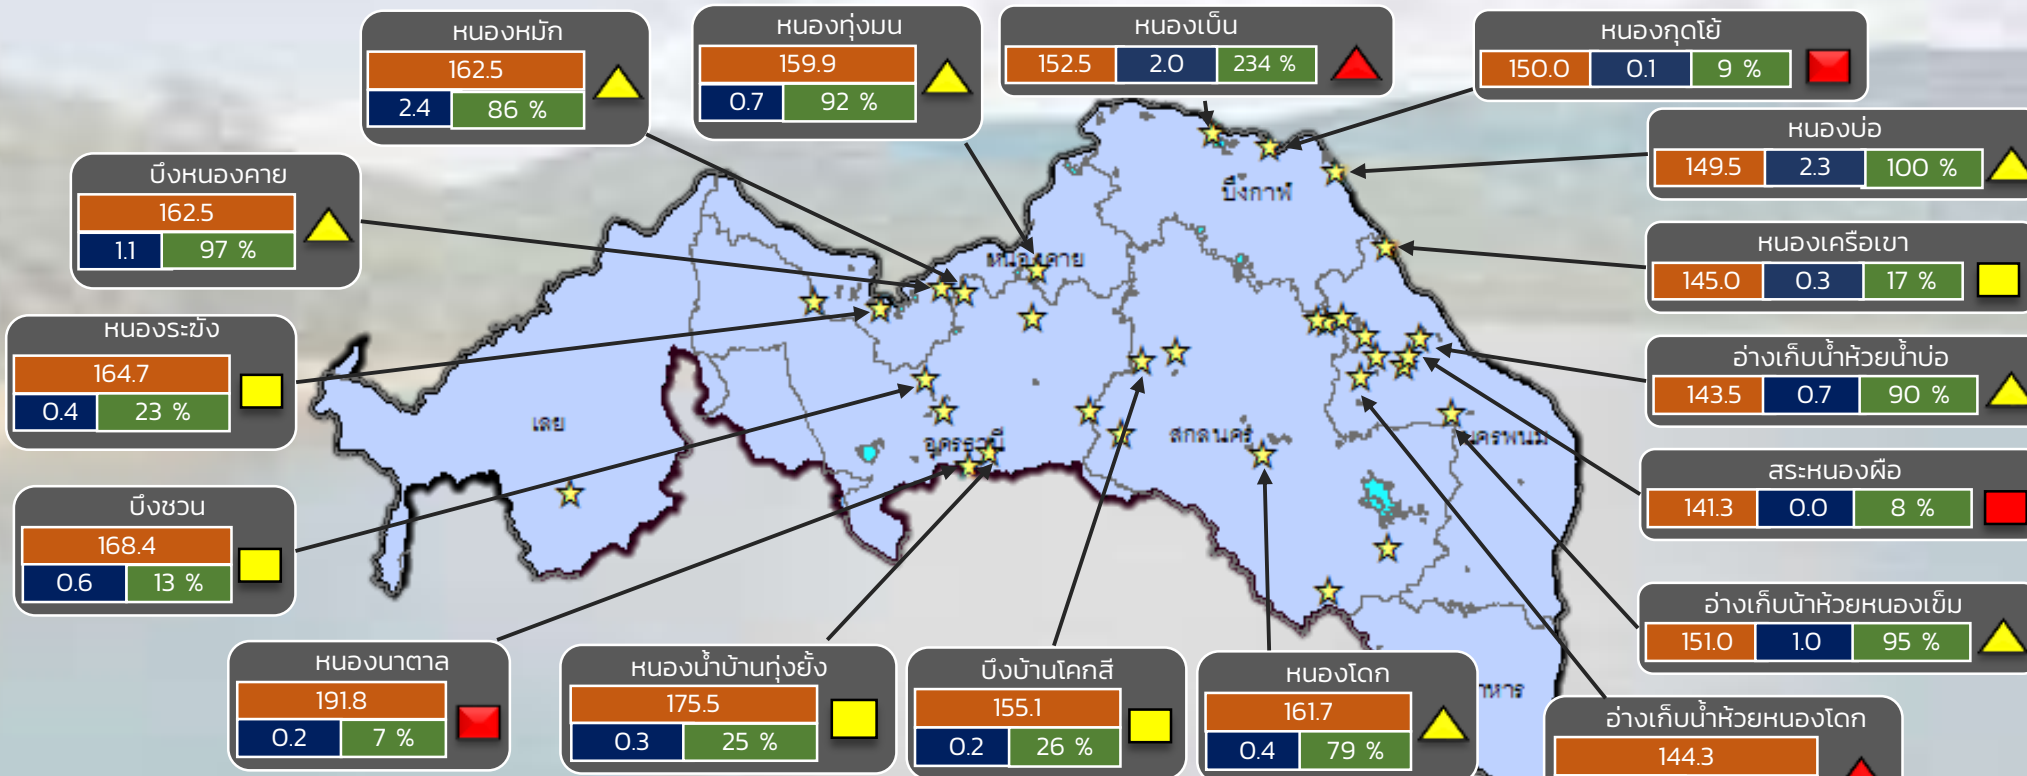 หนองหมัก
162.5
2.4 86 %
หนองทุ่งมน
159.9
0.7 92 %
หนองเบ็น
152.5 2.0 234 %
หนองกุดโย้
150.0 0.1 9 %
หนองบ่อ
149.5 2.3 100 %
บึงหนองคาย
162.5
1.1 97 %
หนองเครือเขา
145.0 0.3 17 %
หนองระฆัง
164.7
0.4 23 %
อ่างเก็บน้ำห้วยน้ำบ่อ
143.5 0.7 90 %
บึงชวน
168.4
0.6 13 %
สระหนองผือ
141.3 0.0 8 %
อ่างเก็บน้าห้วยหนองเข็ม
151.0 1.0 95 %
หนองนาตาล
191.8
0.2 7 %
หนองน้ำบ้านทุ่งยั้ง
175.5
0.3 25 %
บึงบ้านโคกสี
155.1
0.2 26 %
หนองโดก
161.7
0.4 79 %
อ่างเก็บน้ำห้วยหนองโดก
144.3
บึงกาฬ
หนองคาย
เลย
อุดรธานี
สกลนคร
นครพนม
าหาร